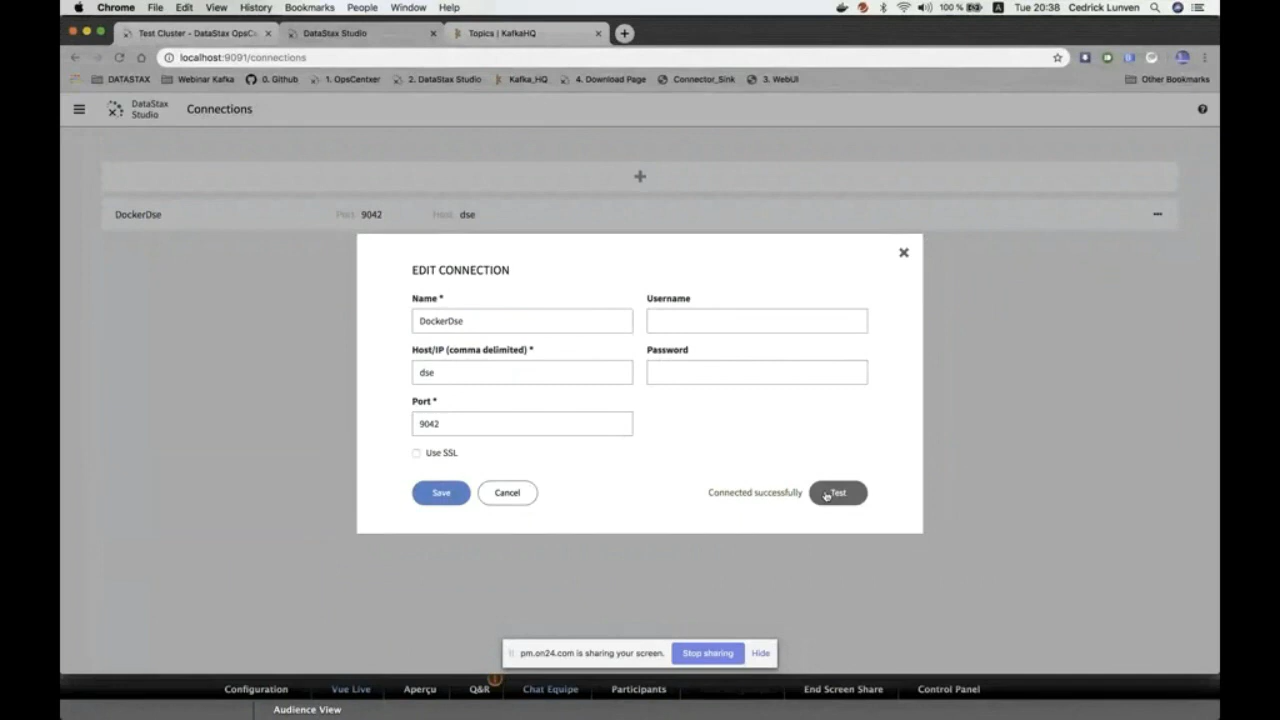 Chrome File Edit View History Bookmarks People Window Help 100 % A Tue 20:38 Cedrick Lunven
Test Cluster - DataStax OpsC DataStax Studio Topics | KafkaHQ
localhost:9091/connections
DATASTAX Webinar Kafka 0. Github 1. OpsCentxer 2. DataStax Studio Kafka_HQ 4. Download Page Connector_Sink 3. WebUI Other Bookmarks
DataStax
Studio
Connections
DockerDse Port 9042 Host dse
EDIT CONNECTION
Name * Username
DockerDse
Host/IP (comma delimited) * Password
dse
Port *
9042
Use SSL
Save Cancel Connected successfully Test
pm.on24.com is sharing your screen. Stop sharing Hide
Configuration Vue Live Aperçu Q&R Chat Equipe Participants End Screen Share Control Panel
Audience View